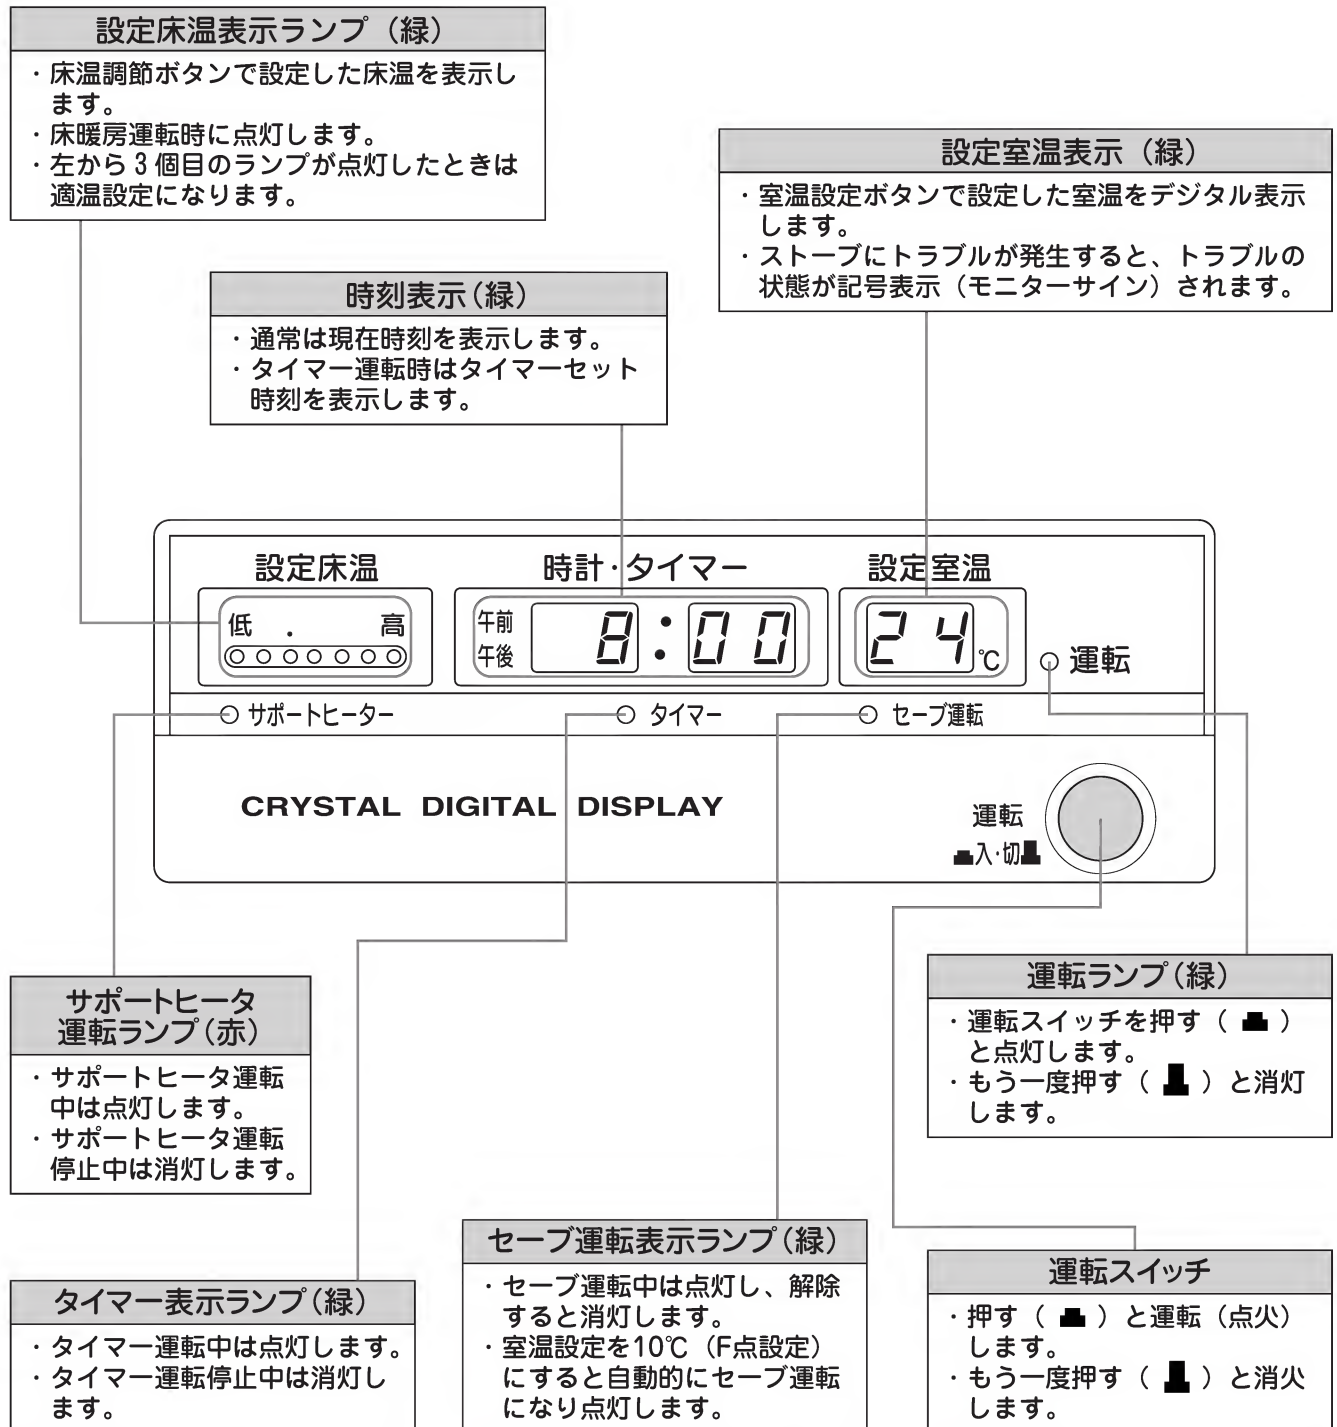 設定床温表示ランプ（緑）
・床温調節ボタンで設定した床温を表示し
ます。
・床暖房運転時に点灯します。
・左から3個目のランプが点灯したときは
適温設定になります。
設定室温表示（緑）
・室温設定ボタンで設定した室温をデジタル表示
します。
・ストーブにトラブルが発生すると、トラブルの
状態が記号表示（モニターサイン）されます。
時刻表示（緑）
・通常は現在時刻を表示します。
・タイマー運転時はタイマーセット
時刻を表示します。
設定床温
時計・タイマー
設定室温
低 . 高
午前
午後
8:00
24℃
運転
サポートヒーター
タイマー
セーブ運転
CRYSTAL DIGITAL DISPLAY
運転
入・切
サポートヒータ
運転ランプ（赤）
・サポートヒータ運転
中は点灯します。
・サポートヒータ運転
停止中は消灯します。
運転ランプ（緑）
・運転スイッチを押す（ ）
と点灯します。
・もう一度押す（ ）と消灯
します。
タイマー表示ランプ（緑）
・タイマー運転中は点灯します。
・タイマー運転停止中は消灯し
ます。
セーブ運転表示ランプ（緑）
・セーブ運転中は点灯し、解除
すると消灯します。
・室温設定を10℃（F点設定）
にすると自動的にセーブ運転
になり点灯します。
運転スイッチ
・押す（ ）と運転（点火）
します。
・もう一度押す（ ）と消火
します。